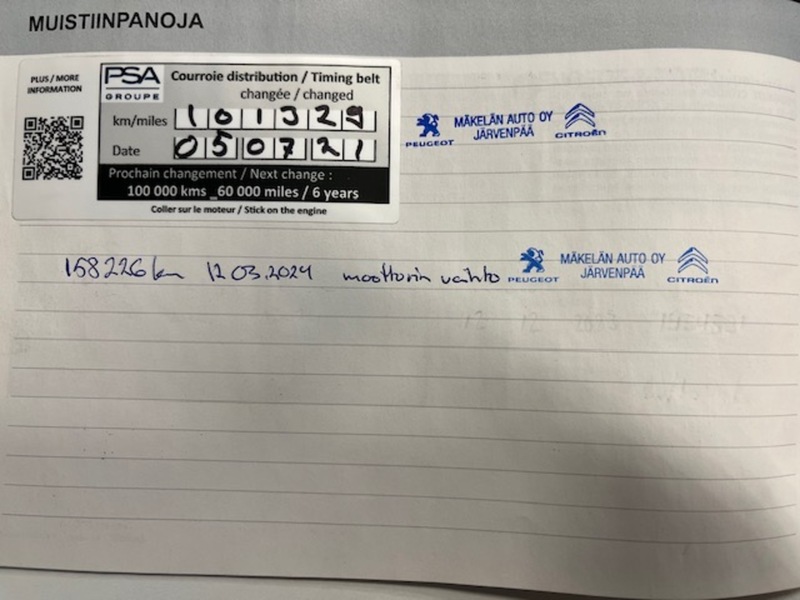 MUISTIINPANOJA
PLUS / MORE
INFORMATION
PSA
GROUPE
Courroie distribution / Timing belt
changée / changed
km/miles 101329
Date 050721
Prochain changement / Next change :
100 000 kms _60 000 miles / 6 years
Coller sur le moteur / Stick on the engine
PEUGEOT
MÄKELÄN AUTO OY
JÄRVENPÄÄ
CITROËN
158226km 12.03.2024 moottorin vaihto
PEUGEOT
MÄKELÄN AUTO OY
JÄRVENPÄÄ
CITROËN